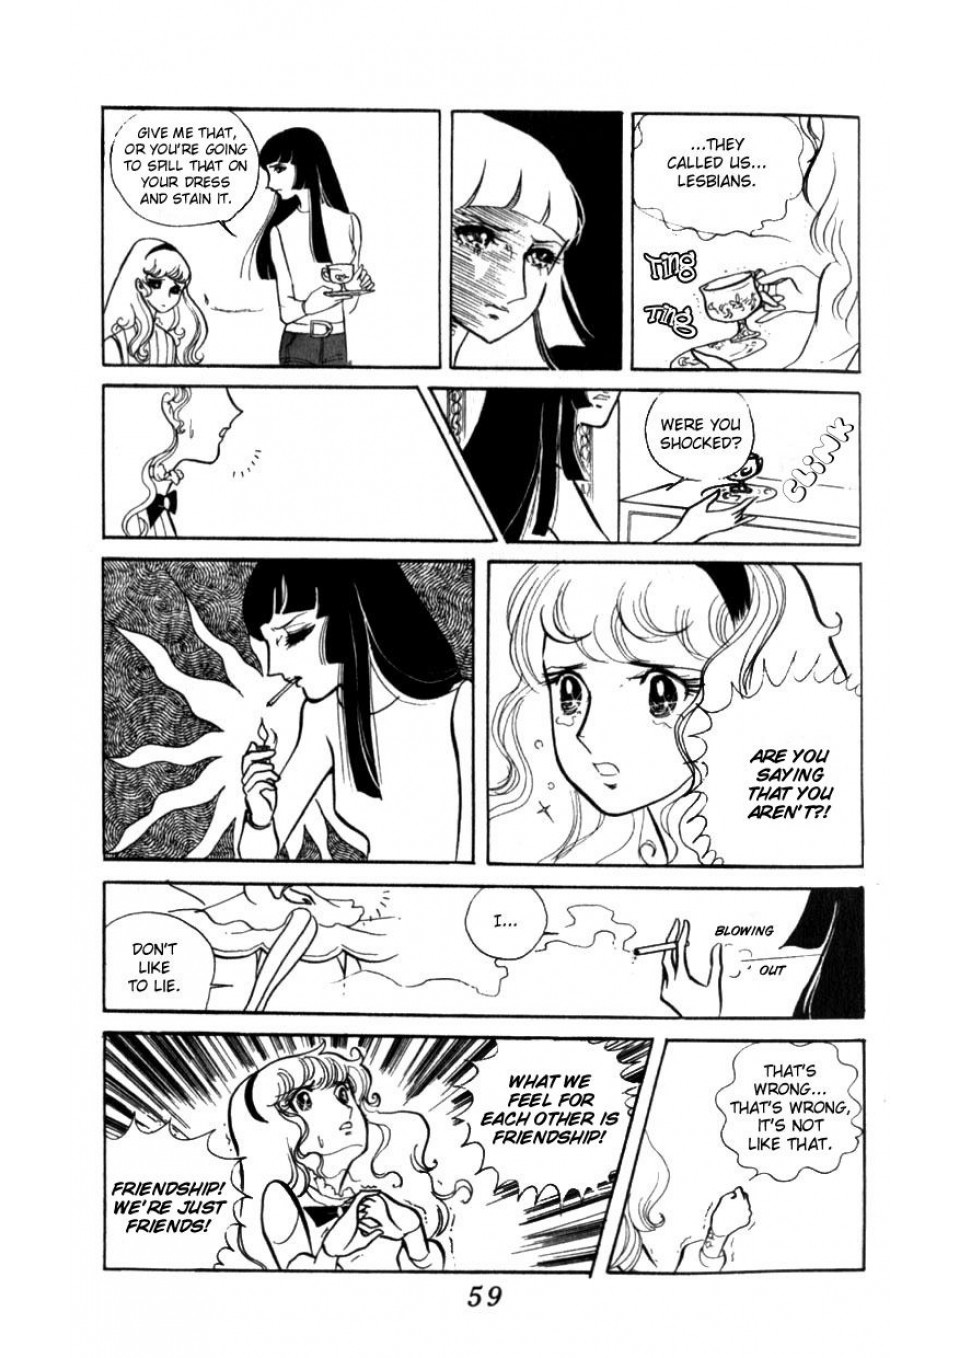 ...THEY
CALLED US...
LESBIANS.
TING
TING
GIVE ME THAT,
OR YOU'RE GOING
TO SPILL THAT ON
YOUR DRESS
AND STAIN IT.
CLINK
WERE YOU
SHOCKED?
ARE YOU
SAYING
THAT YOU
AREN'T?!
BLOWING
OUT
I...
DON'T
LIKE
TO LIE.
THAT'S
WRONG...
THAT'S WRONG,
IT'S NOT
LIKE THAT.
WHAT WE
FEEL FOR
EACH OTHER IS
FRIENDSHIP!
FRIENDSHIP!
WE'RE JUST
FRIENDS!
59